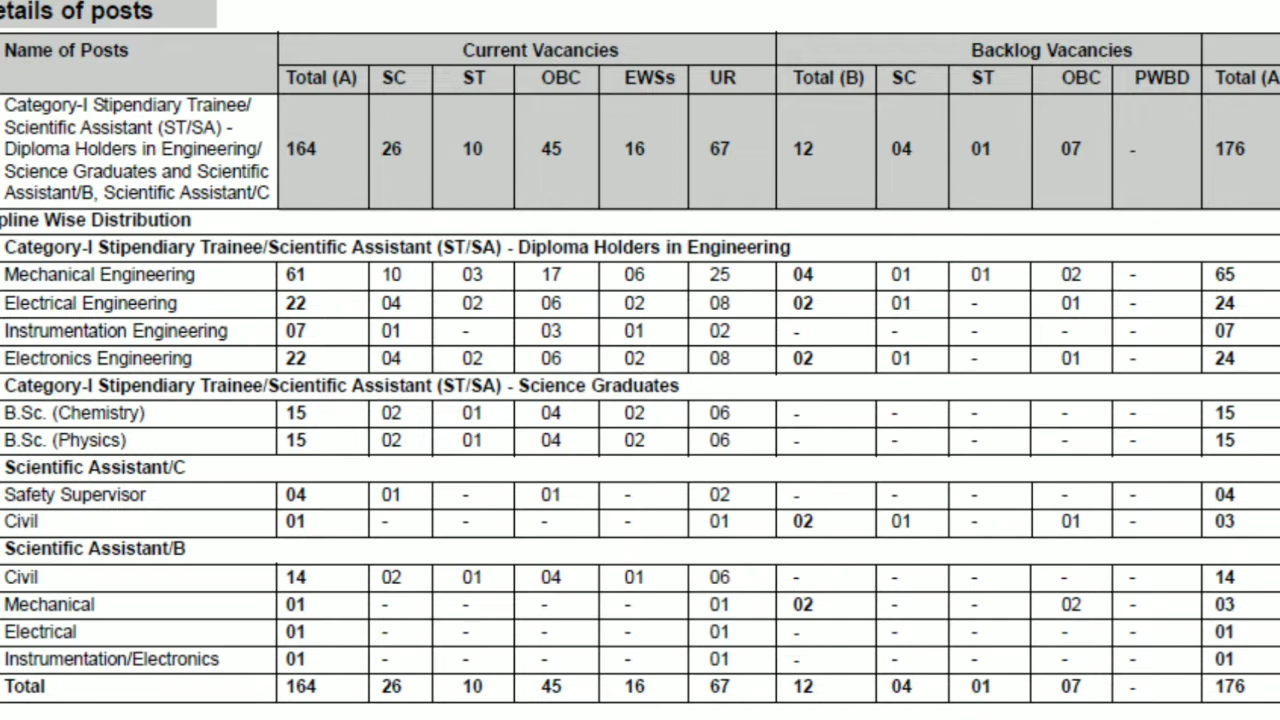 etails of posts
Name of Posts Current Vacancies Backlog Vacancies
Total (A) SC ST OBC EWSs UR Total (B) SC ST OBC PWBD Total (A
Category-I Stipendiary Trainee/
Scientific Assistant (ST/SA) -
Diploma Holders in Engineering/ 164 26 10 45 16 67 12 04 01 07 - 176
Science Graduates and Scientific
Assistant/B, Scientific Assistant/C
pline Wise Distribution
Category-I Stipendiary Trainee/Scientific Assistant (ST/SA) - Diploma Holders in Engineering
Mechanical Engineering 61 10 03 17 06 25 04 01 01 02 - 65
Electrical Engineering 22 04 02 06 02 08 02 01 - 01 - 24
Instrumentation Engineering 07 01 - 03 01 02 - - - - - 07
Electronics Engineering 22 04 02 06 02 08 02 01 - 01 - 24
Category-I Stipendiary Trainee/Scientific Assistant (ST/SA) - Science Graduates
B.Sc. (Chemistry) 15 02 01 04 02 06 - - - - - 15
B.Sc. (Physics) 15 02 01 04 02 06 - - - - - 15
Scientific Assistant/C
Safety Supervisor 04 01 - 01 - 02 - - - - - 04
Civil 01 - - - - 01 02 01 - 01 - 03
Scientific Assistant/B
Civil 14 02 01 04 01 06 - - - - - 14
Mechanical 01 - - - - 01 02 - - 02 - 03
Electrical 01 - - - - 01 - - - - - 01
Instrumentation/Electronics 01 - - - - 01 - - - - - 01
Total 164 26 10 45 16 67 12 04 01 07 - 176